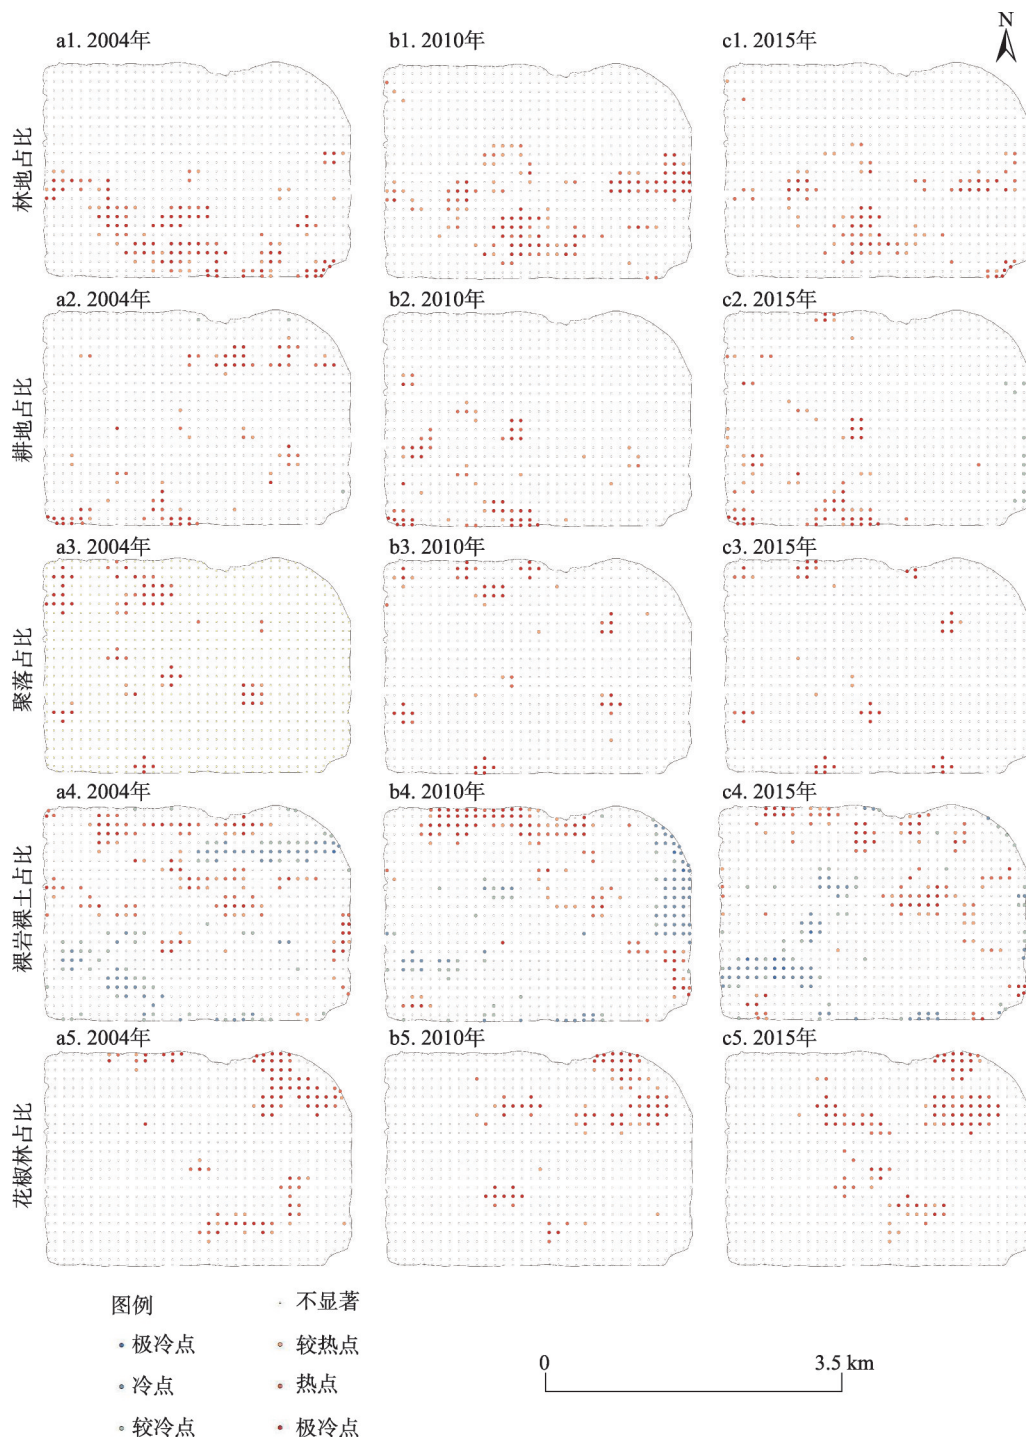 N
a1. 2004年
b1. 2010年
c1. 2015年
林地占比
a2. 2004年
b2. 2010年
c2. 2015年
耕地占比
a3. 2004年
b3. 2010年
c3. 2015年
聚落占比
a4. 2004年
b4. 2010年
c4. 2015年
裸岩裸土占比
a5. 2004年
b5. 2010年
c5. 2015年
花椒林占比
图例
不显著
极冷点
较热点
冷点
热点
较冷点
极冷点
0
3.5 km